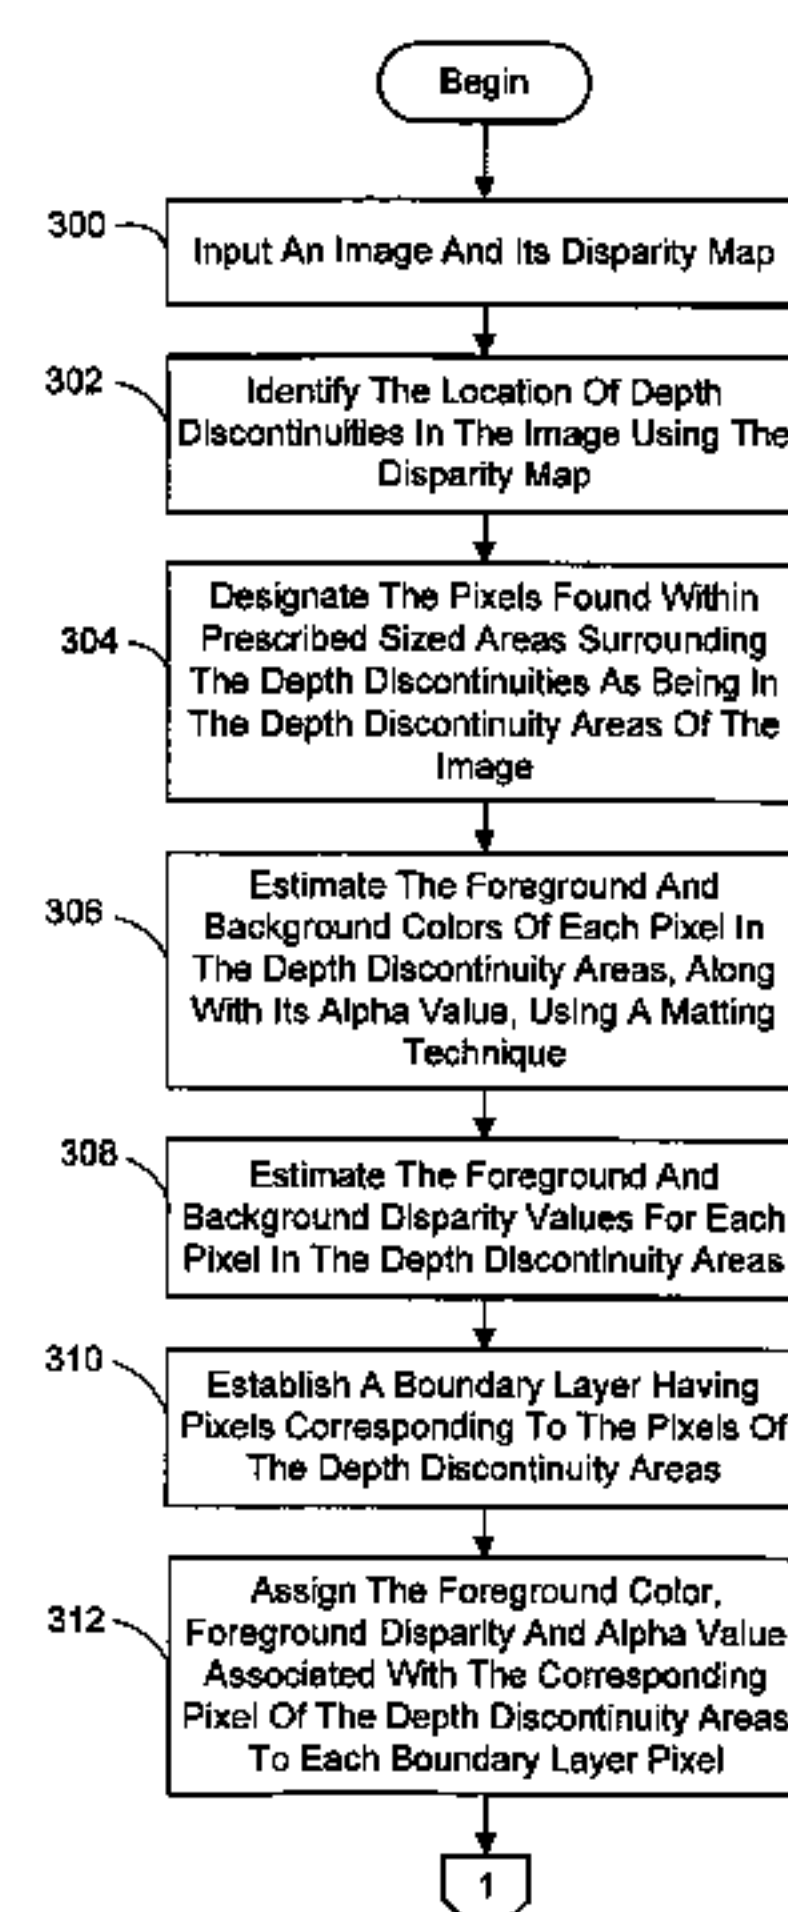 Begin
300
Input An Image And Its Disparity Map
302
Identify The Location Of Depth
Discontinuities In The Image Using The
Disparity Map
304
Designate The Pixels Found Within
Prescribed Sized Areas Surrounding
The Depth Discontinuities As Being In
The Depth Discontinuity Areas Of The
Image
306
Estimate The Foreground And
Background Colors Of Each Pixel In
The Depth Discontinuity Areas, Along
With Its Alpha Value, Using A Matting
Technique
308
Estimate The Foreground And
Background Disparity Values For Each
Pixel In The Depth Discontinuity Areas
310
Establish A Boundary Layer Having
Pixels Corresponding To The Pixels Of
The Depth Discontinuity Areas
312
Assign The Foreground Color,
Foreground Disparity And Alpha Value
Associated With The Corresponding
Pixel Of The Depth Discontinuity Areas
To Each Boundary Layer Pixel
1